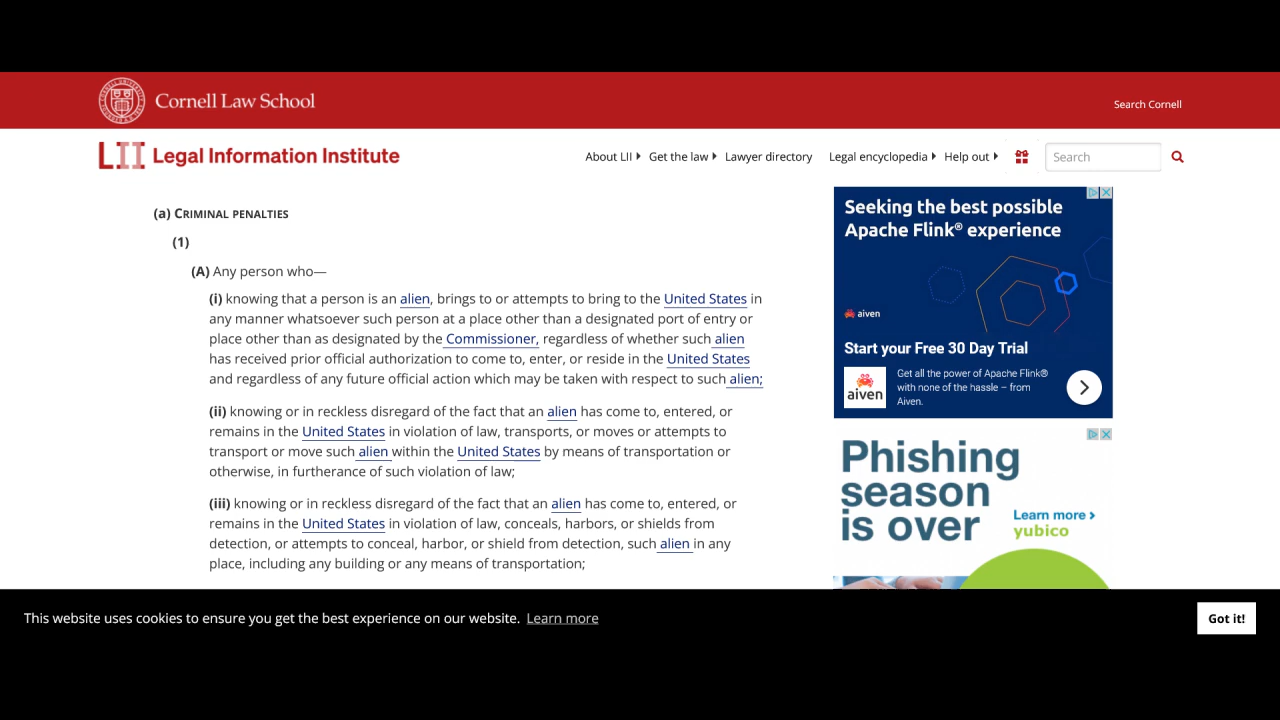 Cornell Law School
Search Cornell
LII Legal Information Institute
About LII Get the law Lawyer directory Legal encyclopedia Help out Search
(a) CRIMINAL PENALTIES
(1)
(A) Any person who—
(i) knowing that a person is an alien, brings to or attempts to bring to the United States in
any manner whatsoever such person at a place other than a designated port of entry or
place other than as designated by the Commissioner, regardless of whether such alien
has received prior official authorization to come to, enter, or reside in the United States
and regardless of any future official action which may be taken with respect to such alien;
(ii) knowing or in reckless disregard of the fact that an alien has come to, entered, or
remains in the United States in violation of law, transports, or moves or attempts to
transport or move such alien within the United States by means of transportation or
otherwise, in furtherance of such violation of law;
(iii) knowing or in reckless disregard of the fact that an alien has come to, entered, or
remains in the United States in violation of law, conceals, harbors, or shields from
detection, or attempts to conceal, harbor, or shield from detection, such alien in any
place, including any building or any means of transportation;
Seeking the best possible
Apache Flink® experience
aiven
Start your Free 30 Day Trial
aiven
Get all the power of Apache Flink®
with none of the hassle – from
Aiven.
Phishing
season
is over
Learn more >
yubico
This website uses cookies to ensure you get the best experience on our website. Learn more
Got it!